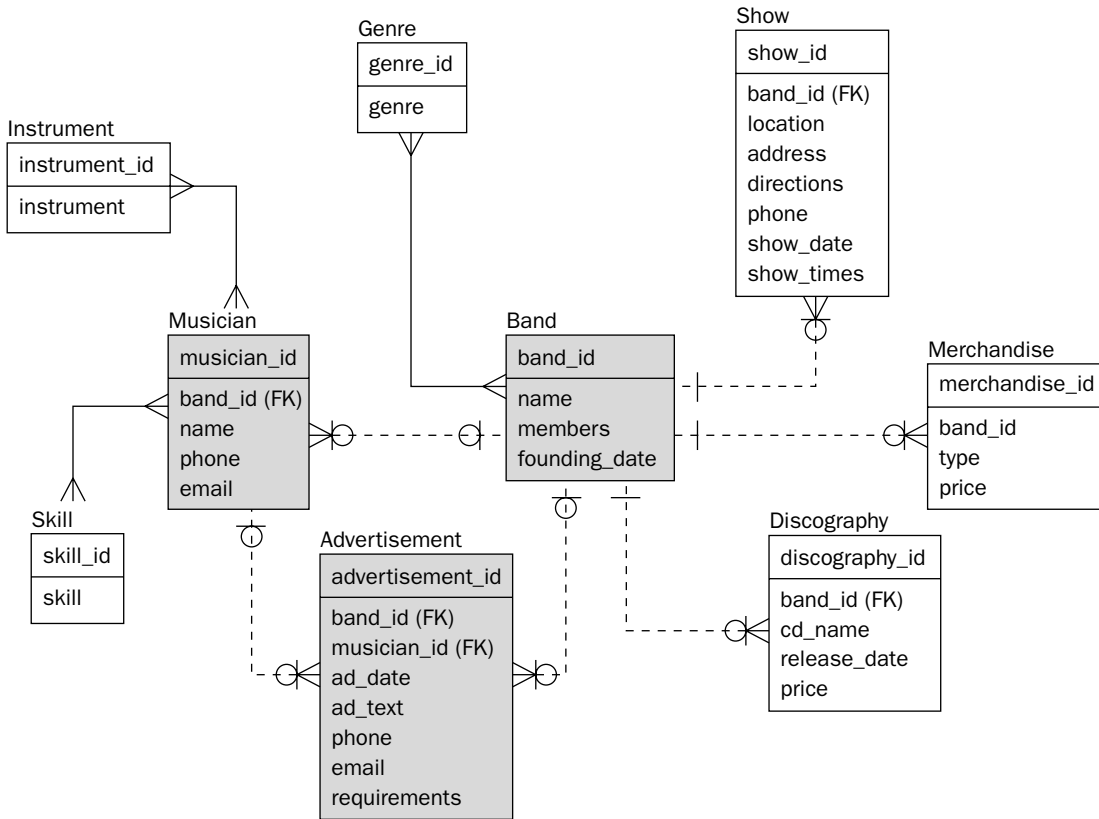 Genre
genre_id
genre
Show
show_id
band_id (FK)
location
address
directions
phone
show_date
show_times
Instrument
instrument_id
instrument
Musician
musician_id
band_id (FK)
name
phone
email
Band
band_id
name
members
founding_date
Merchandise
merchandise_id
band_id
type
price
Skill
skill_id
skill
Advertisement
advertisement_id
band_id (FK)
musician_id (FK)
ad_date
ad_text
phone
email
requirements
Discography
discography_id
band_id (FK)
cd_name
release_date
price